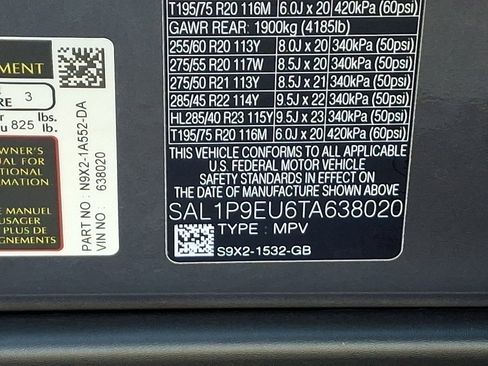 T195/75 R20 116M 6.0J x 20 420kPa (60psi)
GAWR REAR: 1900kg (4185lb)
255/60 R20 113Y 8.0J x 20 340kPa (50psi)
275/55 R20 117W 8.5J x 20 340kPa (50psi)
275/50 R21 113Y 8.5J x 21 340kPa (50psi)
285/45 R22 114Y 9.5J x 22 340kPa (50psi)
HL285/40 R23 115Y 9.5J x 23 340kPa (50psi)
T195/75 R20 116M 6.0J x 20 420kPa (60psi)
THIS VEHICLE CONFORMS TO ALL APPLICABLE
U.S. FEDERAL MOTOR VEHICLE
SAFETY STANDARDS IN EFFECT ON
THE DATE OF MANUFACTURE SHOWN ABOVE.
SAL1P9EU6TA638020
TYPE : MPV
S9X2-1532-GB
EMENT
RE 3
or lbs.
ou 825 lb.
WNER'S
UAL FOR
TIONAL
MATION
E MANUEL
USAGER
PLUS DE
GNEMENTS
PART NO: N9X2-1A552-DA
VIN NO : 638020